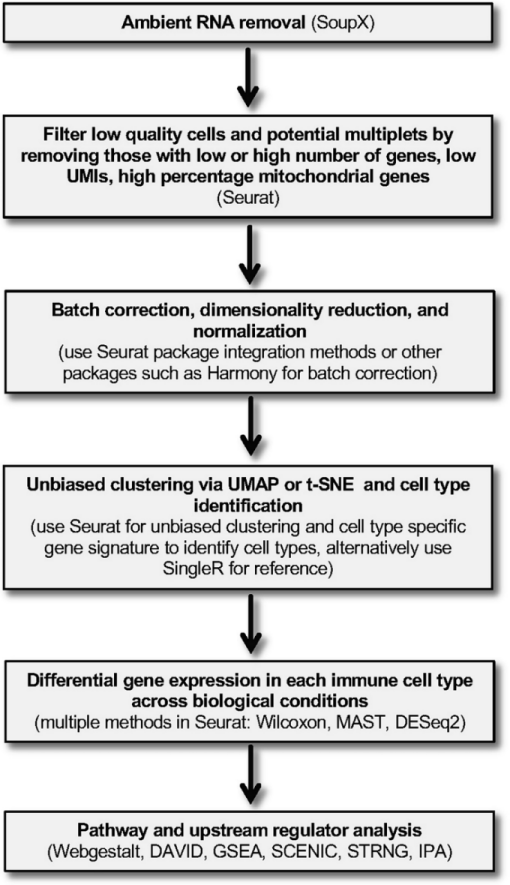 Ambient RNA removal (SoupX)
Filter low quality cells and potential multiplets by
removing those with low or high number of genes, low
UMIs, high percentage mitochondrial genes
(Seurat)
Batch correction, dimensionality reduction, and
normalization
(use Seurat package integration methods or other
packages such as Harmony for batch correction)
Unbiased clustering via UMAP or t-SNE and cell type
identification
(use Seurat for unbiased clustering and cell type specific
gene signature to identify cell types, alternatively use
SingleR for reference)
Differential gene expression in each immune cell type
across biological conditions
(multiple methods in Seurat: Wilcoxon, MAST, DESeq2)
Pathway and upstream regulator analysis
(Webgestalt, DAVID, GSEA, SCENIC, STRNG, IPA)